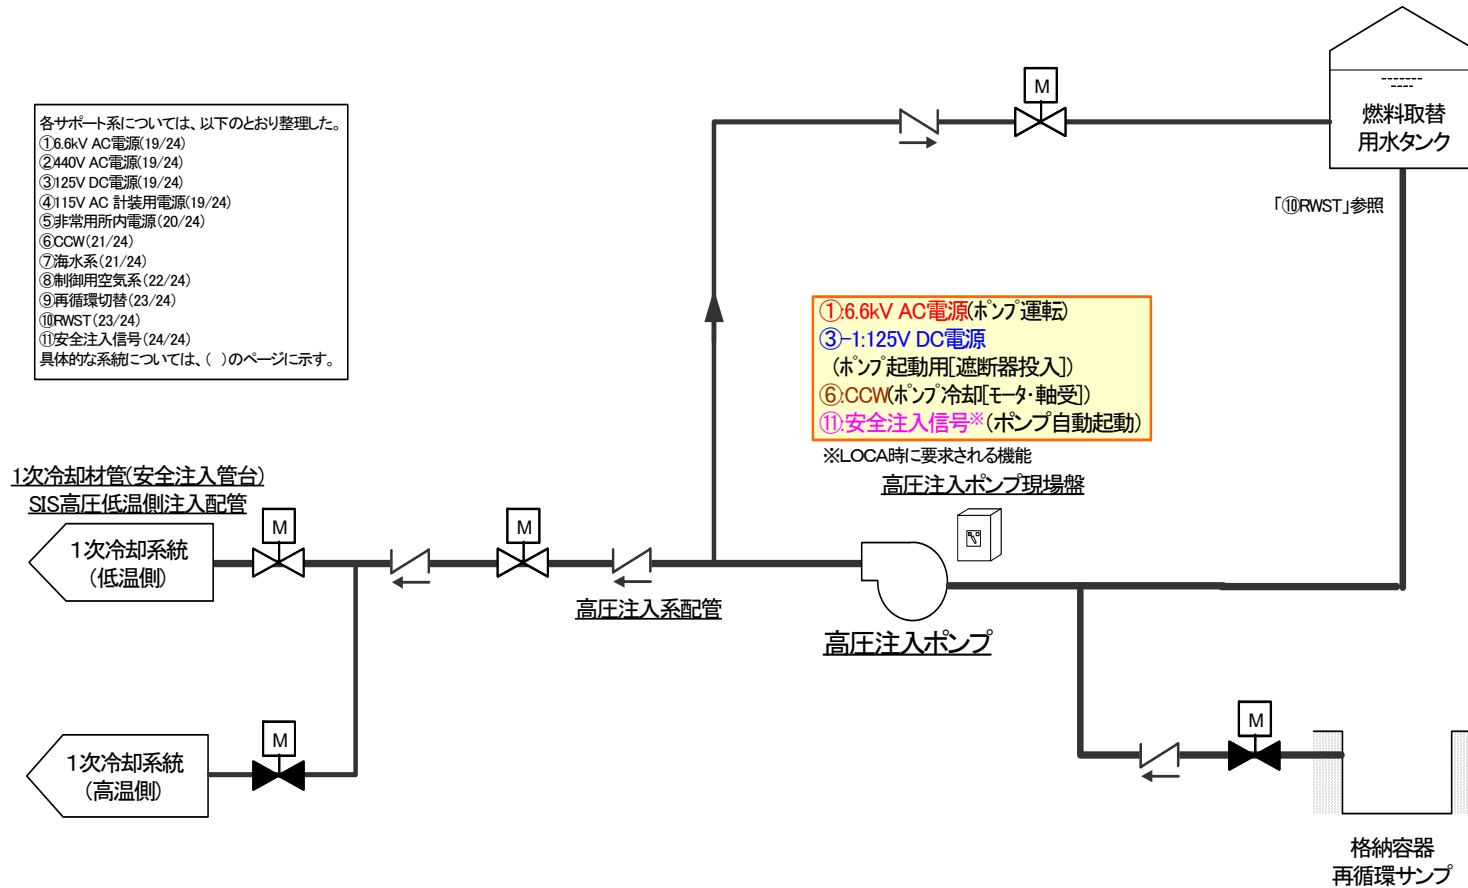 各サポート系については、以下のとおり整理した。
①6.6kV AC電源(19/24)
②440V AC電源(19/24)
③125V DC電源(19/24)
④115V AC 計装用電源(19/24)
⑤非常用所内電源(20/24)
⑥CCW(21/24)
⑦海水系(21/24)
⑧制御用空気系(22/24)
⑨再循環切替(23/24)
⑩RWST(23/24)
⑪安全注入信号(24/24)
具体的な系統については、( )のページに示す。
M
燃料取替
用水タンク
「⑩RWST」参照
①:6.6kV AC電源(ポンプ運転)
③-1:125V DC電源
(ポンプ起動用[遮断器投入])
⑥:CCW(ポンプ冷却[モータ・軸受])
⑪:安全注入信号※(ポンプ自動起動)
※LOCA時に要求される機能
高圧注入ポンプ現場盤
1次冷却材管(安全注入管台)
SIS高圧低温側注入配管
M
M
1次冷却系統
(低温側)
高圧注入系配管
高圧注入ポンプ
M
M
1次冷却系統
(高温側)
格納容器
再循環サンプ